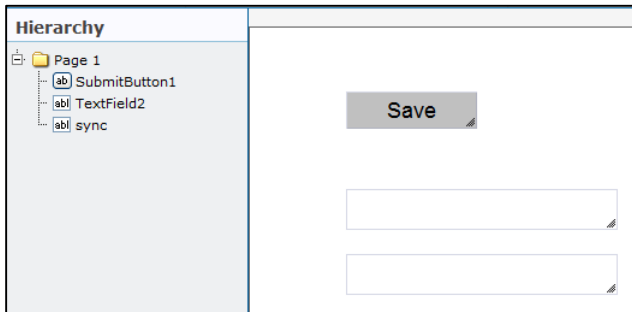 Hierarchy
Page 1
ab SubmitButton1
abl TextField2
abl sync
Save